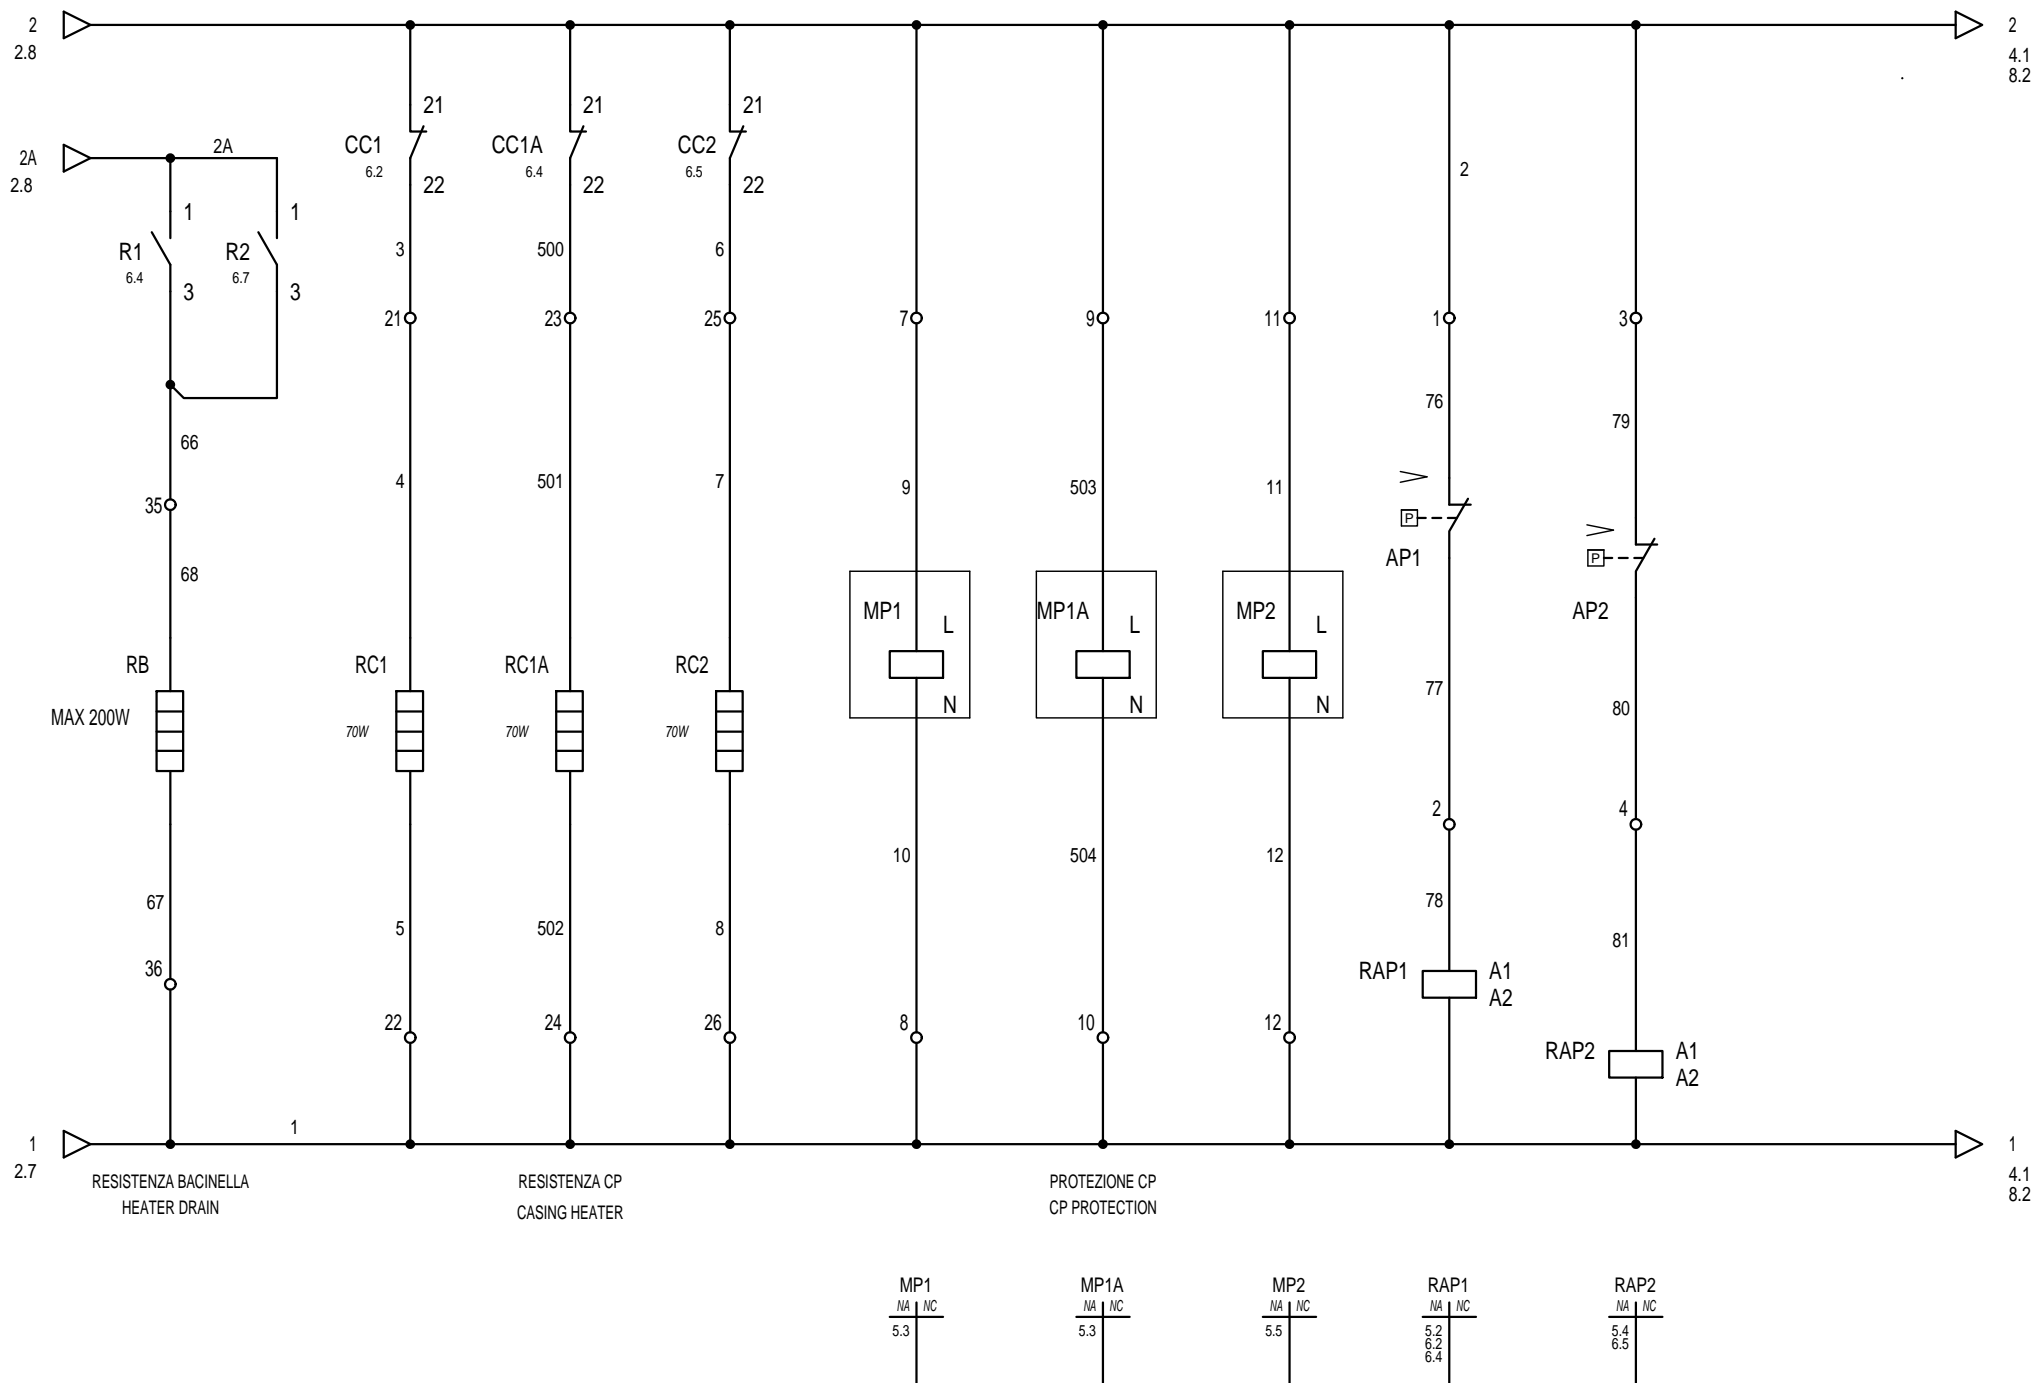 2
2.8
2
4.1
8.2
21
21
21
CC1
6.2
CC1A
6.4
CC2
6.5
22
22
22
2A
2.8
2A
2
1
1
R1
6.4
R2
6.7
3
3
3
500
6
21
23
25
7
9
11
1
3
76
79
66
4
501
7
9
503
11
35
P
AP1
P
AP2
68
MP1
L
N
MP1A
L
N
MP2
L
N
RB
MAX 200W
RC1
70W
RC1A
70W
RC2
70W
77
80
2
4
10
504
12
67
5
502
8
78
81
36
RAP1
A1
A2
22
24
26
8
10
12
RAP2
A1
A2
1
2.7
1
1
4.1
8.2
RESISTENZA BACINELLA
HEATER DRAIN
RESISTENZA CP
CASING HEATER
PROTEZIONE CP
CP PROTECTION
MP1
NA NC
5.3
MP1A
NA NC
5.3
MP2
NA NC
5.5
RAP1
NA NC
5.2
6.2
6.4
RAP2
NA NC
5.4
6.5